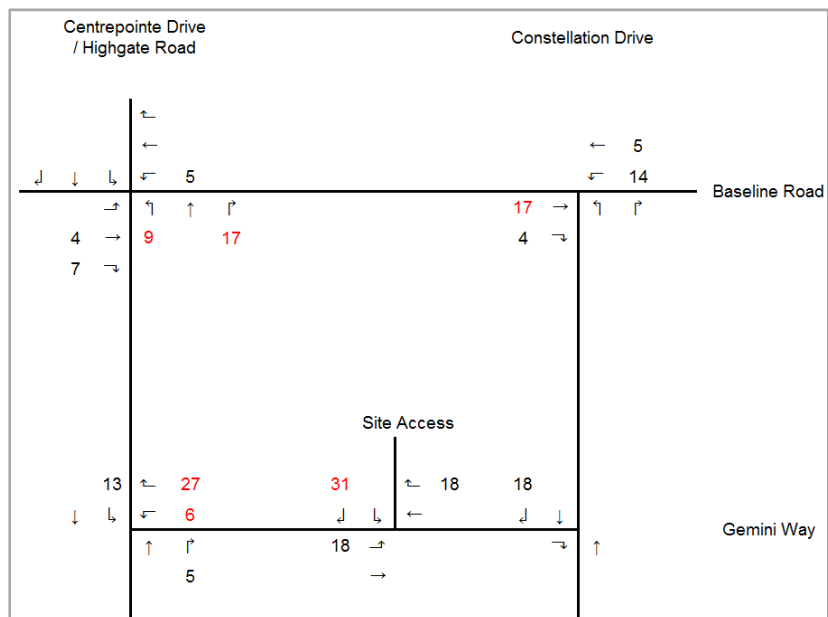 Centrepointe Drive
/ Highgate Road
Constellation Drive
← 5
5 14
Baseline Road
17 →
4 → 9 17 4
7
Site Access
13 27 31 18 18
↓ 6 ← ↓
Gemini Way
↑ 18 ↑
5 →